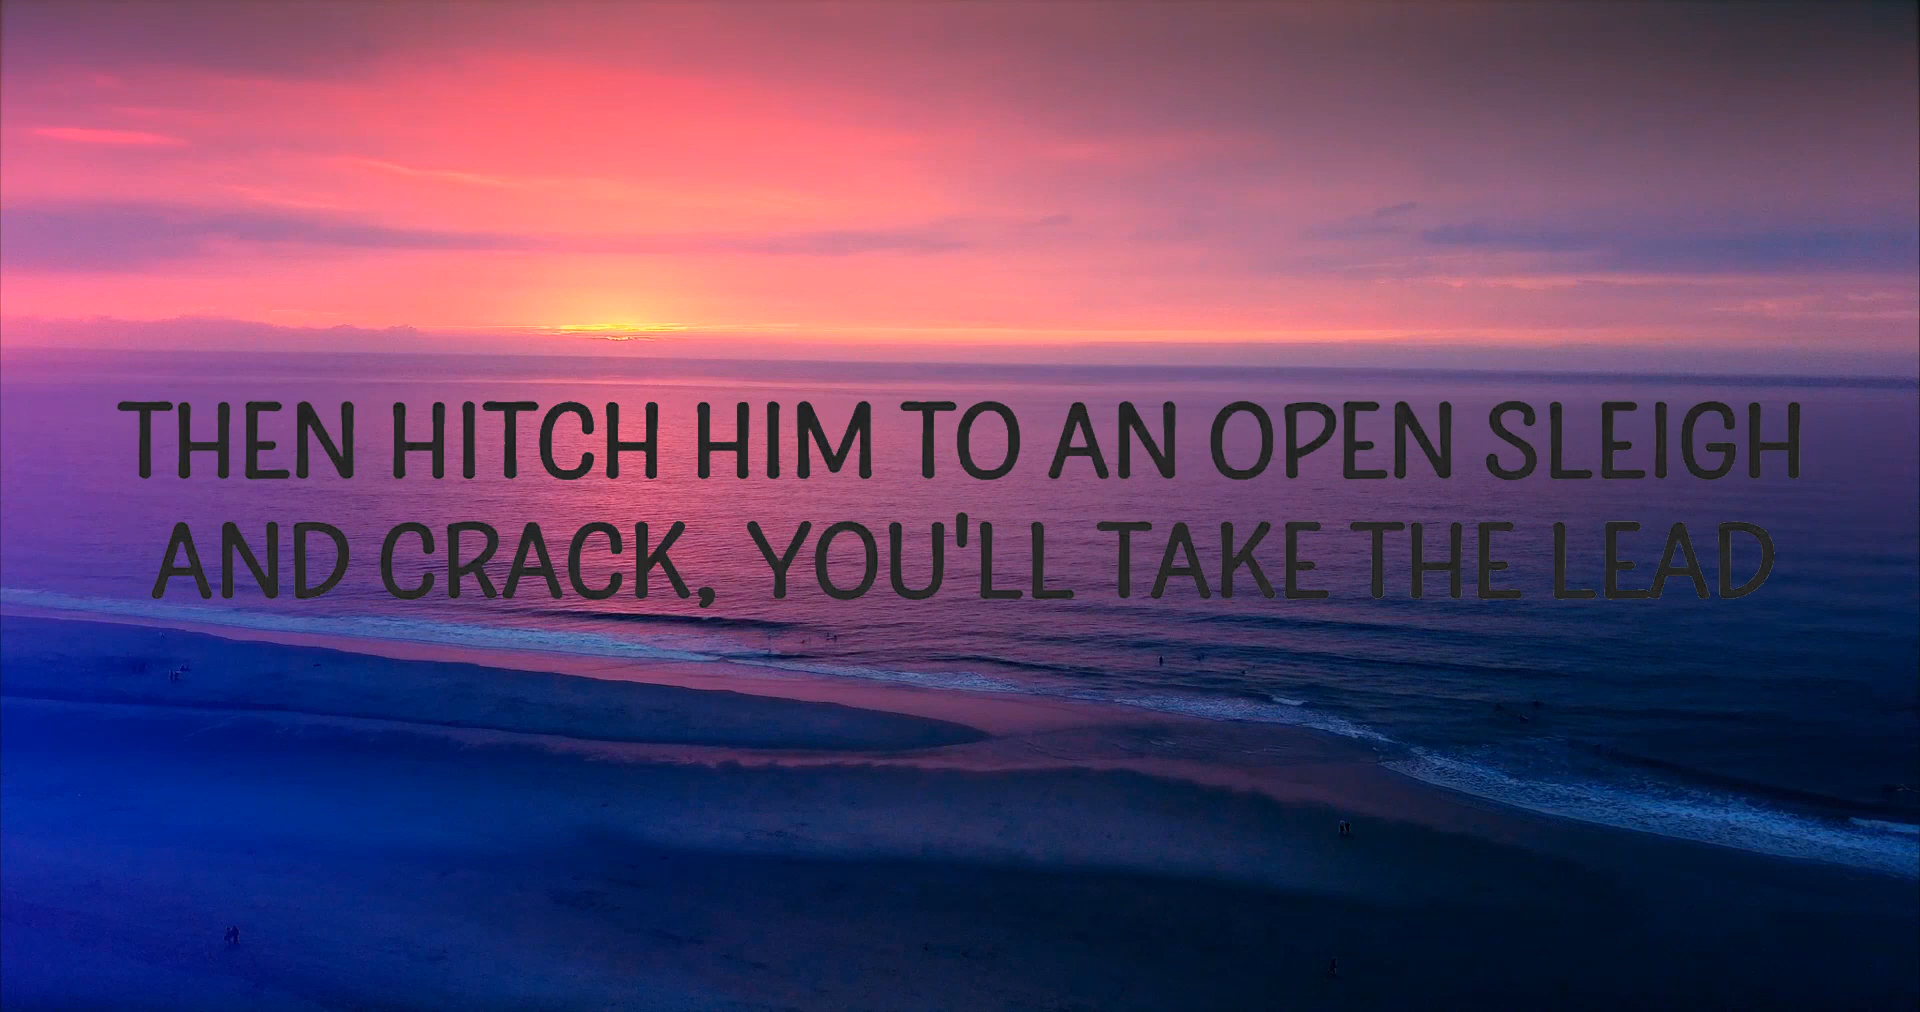 THEN HITCH HIM TO AN OPEN SLEIGH
AND CRACK, YOU'LL TAKE THE LEAD